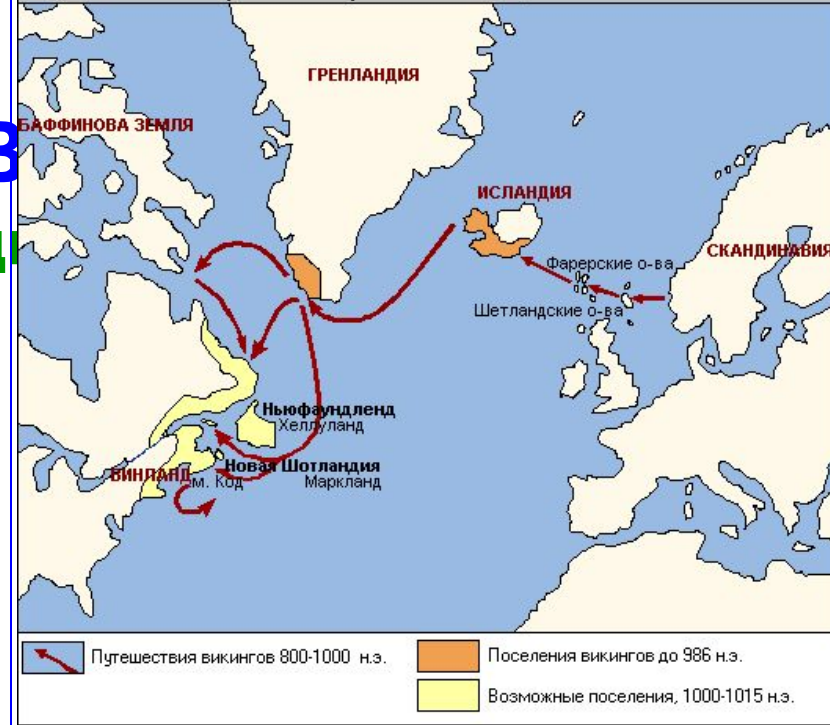 ГРЕНЛАНДИЯ
БАФФИНОВА ЗЕМЛЯ
ИСЛАНДИЯ
СКАНДИНАВИЯ
Фарерские о-ва
Шетландские о-ва
Ньюфаундленд
Хеллуланд
Новая Шотландия
ВИНЛАНД
м. Код
Маркланд
Путешествия викингов 800-1000 н.э.
Поселения викингов до 986 н.э.
Возможные поселения, 1000-1015 н.э.